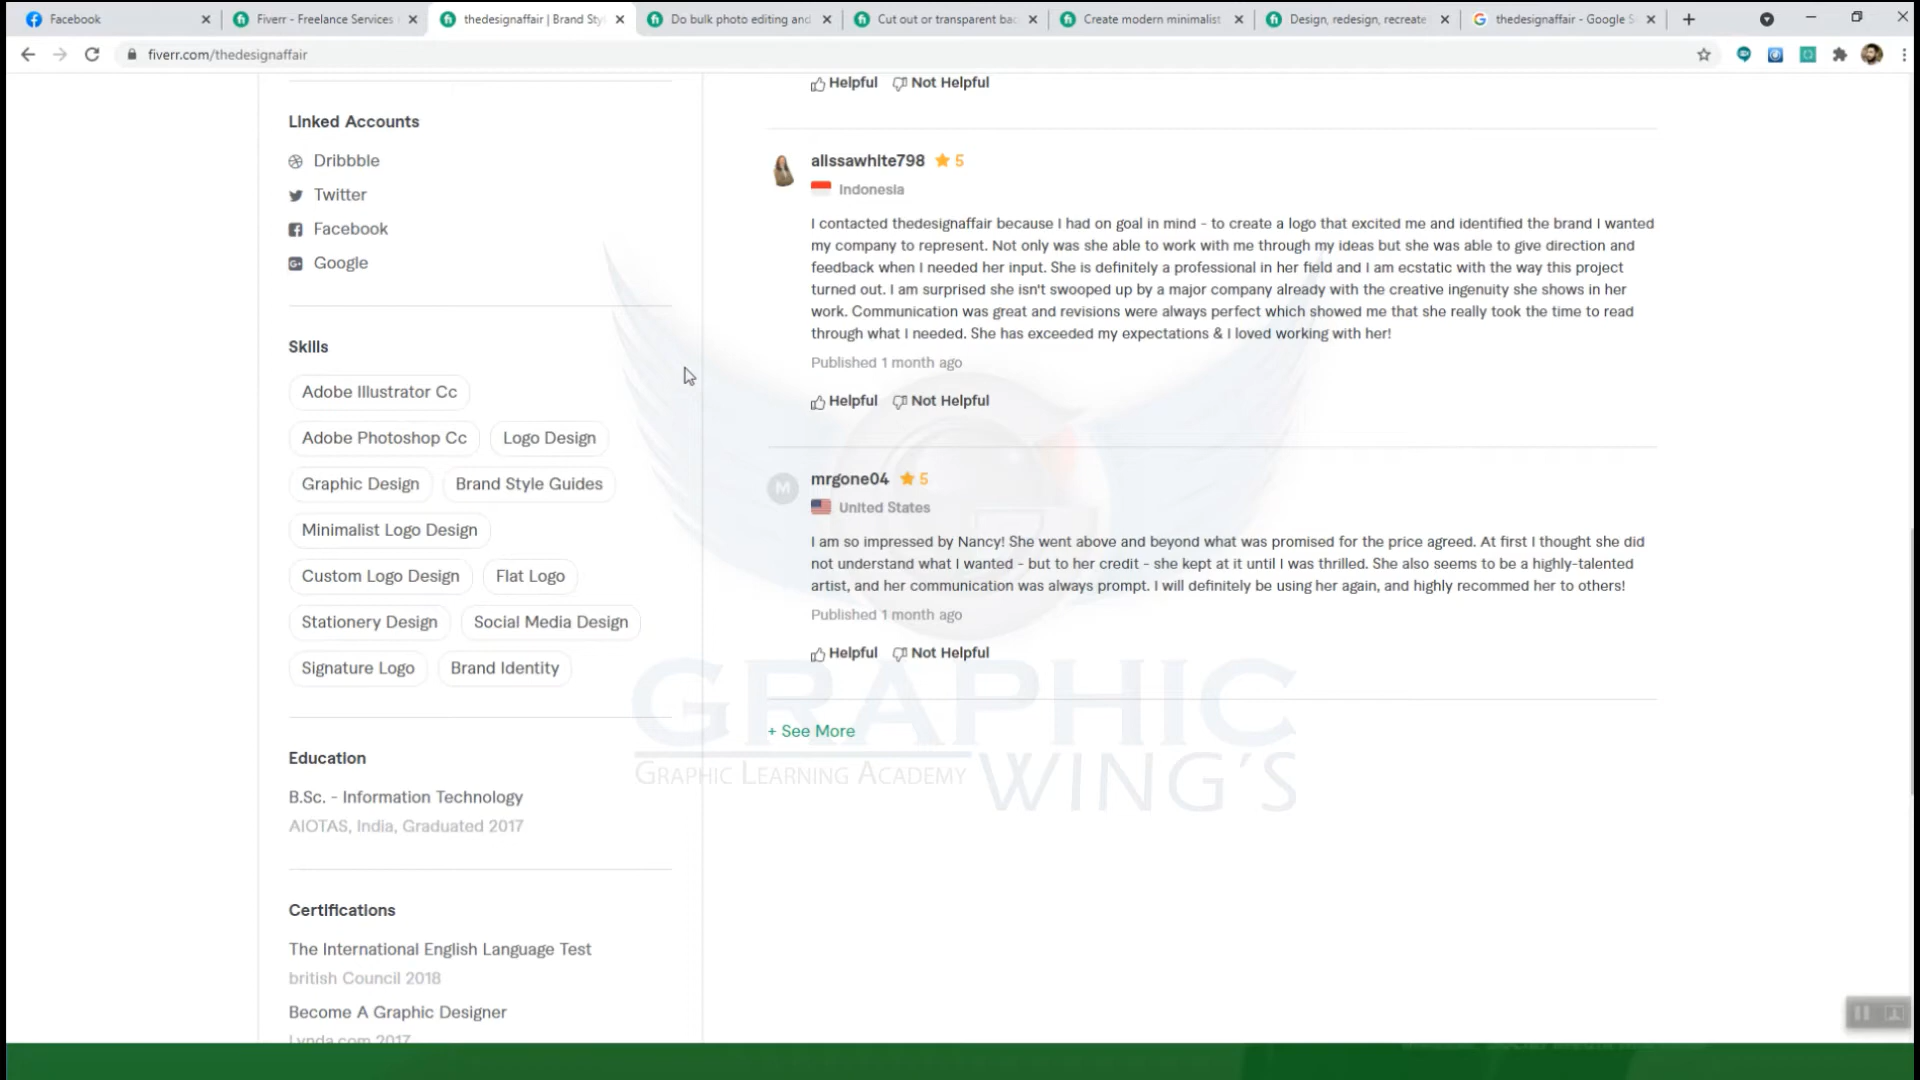 Facebook
Fiverr - Freelance Services
thedesignaffair | Brand Sty
Do bulk photo editing and
Cut out or transparent bac
Create modern minimalist
Design, redesign, recreate
thedesignaffair - Google S
fiverr.com/thedesignaffair
Helpful Not Helpful
Linked Accounts
Dribbble
Twitter
Facebook
Google
Skills
Adobe Illustrator Cc
Adobe Photoshop Cc Logo Design
Graphic Design Brand Style Guides
Minimalist Logo Design
Custom Logo Design Flat Logo
Stationery Design Social Media Design
Signature Logo Brand Identity
Education
B.Sc. - Information Technology
AIOTAS, India, Graduated 2017
Certifications
The International English Language Test
british Council 2018
Become A Graphic Designer
Lynda.com 2017
alissawhite798 5
Indonesia
I contacted thedesignaffair because I had on goal in mind - to create a logo that excited me and identified the brand I wanted
my company to represent. Not only was she able to work with me through my ideas but she was able to give direction and
feedback when I needed her input. She is definitely a professional in her field and I am ecstatic with the way this project
turned out. I am surprised she isn't swooped up by a major company already with the creative ingenuity she shows in her
work. Communication was great and revisions were always perfect which showed me that she really took the time to read
through what I needed. She has exceeded my expectations & I loved working with her!
Published 1 month ago
Helpful Not Helpful
M
mrgone04 5
United States
I am so impressed by Nancy! She went above and beyond what was promised for the price agreed. At first I thought she did
not understand what I wanted - but to her credit - she kept at it until I was thrilled. She also seems to be a highly-talented
artist, and her communication was always prompt. I will definitely be using her again, and highly recommed her to others!
Published 1 month ago
Helpful Not Helpful
+ See More
GRAPHIC
GRAPHIC LEARNING ACADEMY WING'S